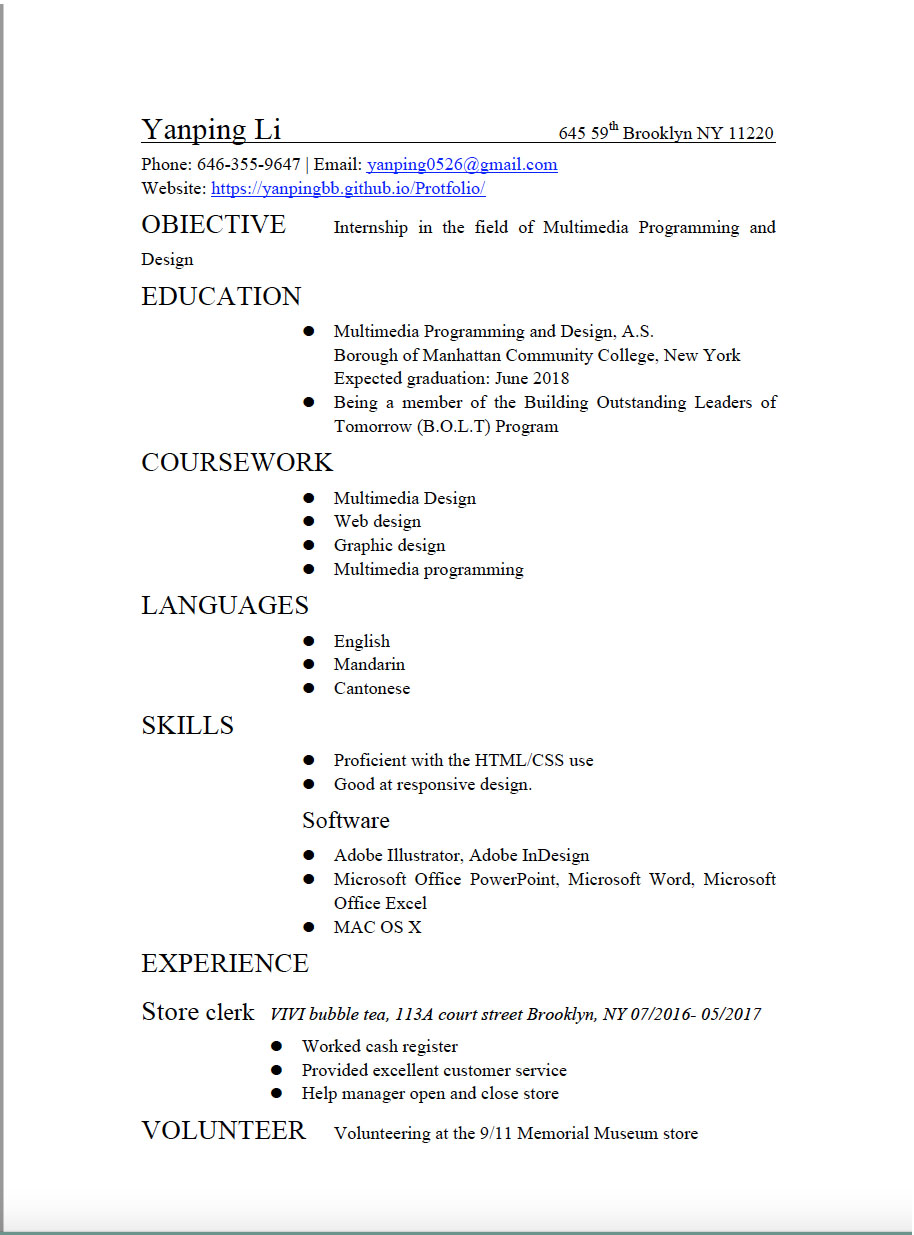 Yanping Li 645 59th Brooklyn NY 11220
Phone: 646-355-9647 | Email: yanping0526@gmail.com
Website: https://yanpingbb.github.io/Protfolio/
OBIECTIVE Internship in the field of Multimedia Programming and
Design
EDUCATION
● Multimedia Programming and Design, A.S.
Borough of Manhattan Community College, New York
Expected graduation: June 2018
● Being a member of the Building Outstanding Leaders of
Tomorrow (B.O.L.T) Program
COURSEWORK
● Multimedia Design
● Web design
● Graphic design
● Multimedia programming
LANGUAGES
● English
● Mandarin
● Cantonese
SKILLS
● Proficient with the HTML/CSS use
● Good at responsive design.
Software
● Adobe Illustrator, Adobe InDesign
● Microsoft Office PowerPoint, Microsoft Word, Microsoft
Office Excel
● MAC OS X
EXPERIENCE
Store clerk VIVI bubble tea, 113A court street Brooklyn, NY 07/2016- 05/2017
● Worked cash register
● Provided excellent customer service
● Help manager open and close store
VOLUNTEER Volunteering at the 9/11 Memorial Museum store